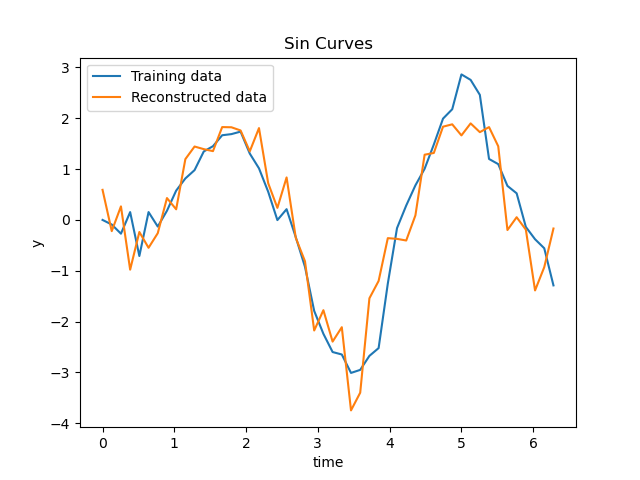 Sin Curves
Training data
Reconstructed data
3
2
1
0
−1
−2
−3
−4
y
0 1 2 3 4 5 6
time